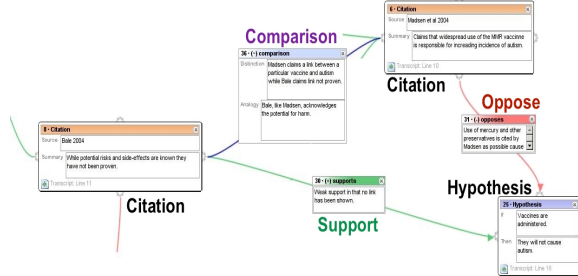 6 - Citation
Source Madsen et al 2004
Summary Claims that widespread use of the MMR vaccinne
is responsible for increading incidence of autism.
Transcript: Line 10
Citation
Comparison
36 - (-) comparison
Distinction Madsen claims a link between a
particular vaccine and autism
while Bale claims link not proven.
Analogy Bale, like Madsen, acknowledges
the potential for harm.
Oppose
31 - (-) opposes
Use of mercury and other
preservatives is cited by
Madsen as possible cause
8 - Citation
Source Bale 2004
Summary While potential risks and side-effects are known they
have not been proven.
Transcript: Line 11
Citation
30 - (+) supports
Weak support in that no link
has been shown.
Support
Hypothesis
25 - Hypothesis
If Vaccines are
administered.
Then They will not cause
autism.
Transcript: Line 18